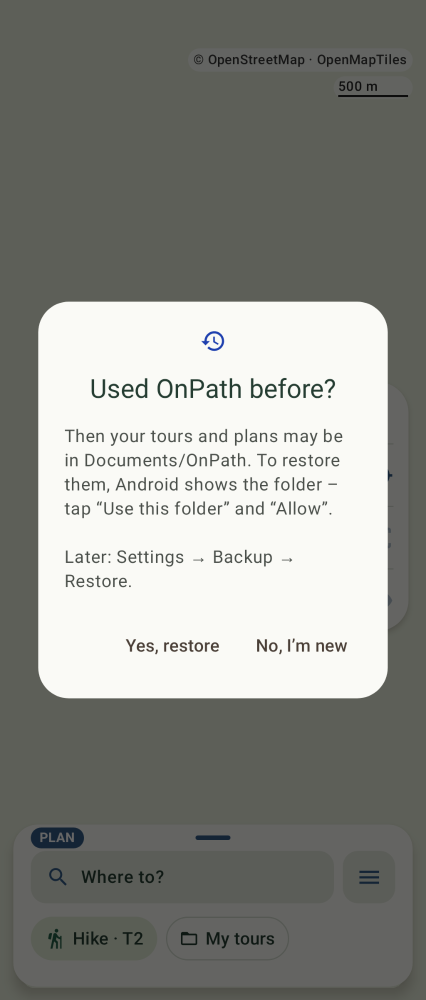 © OpenStreetMap · OpenMapTiles
500 m
Used OnPath before?
Then your tours and plans may be
in Documents/OnPath. To restore
them, Android shows the folder –
tap “Use this folder” and “Allow”.
Later: Settings → Backup →
Restore.
Yes, restore
No, I’m new
PLAN
Where to?
Hike · T2
My tours